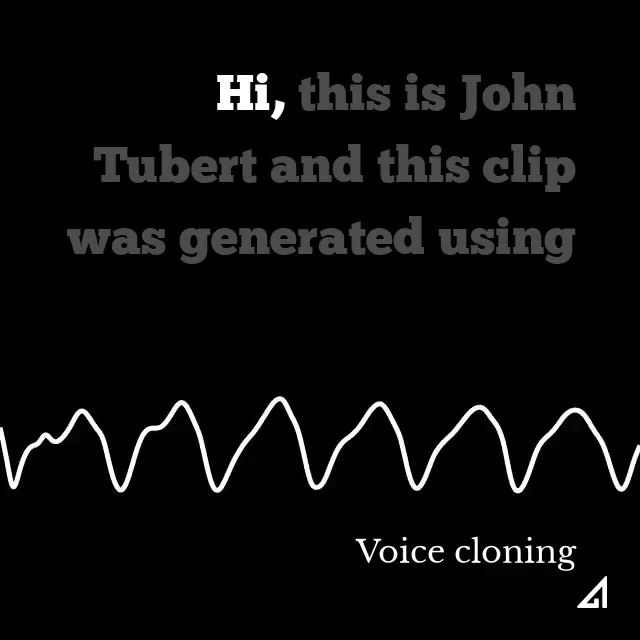 Hi, this is John
Tubert and this clip
was generated using
Voice cloning